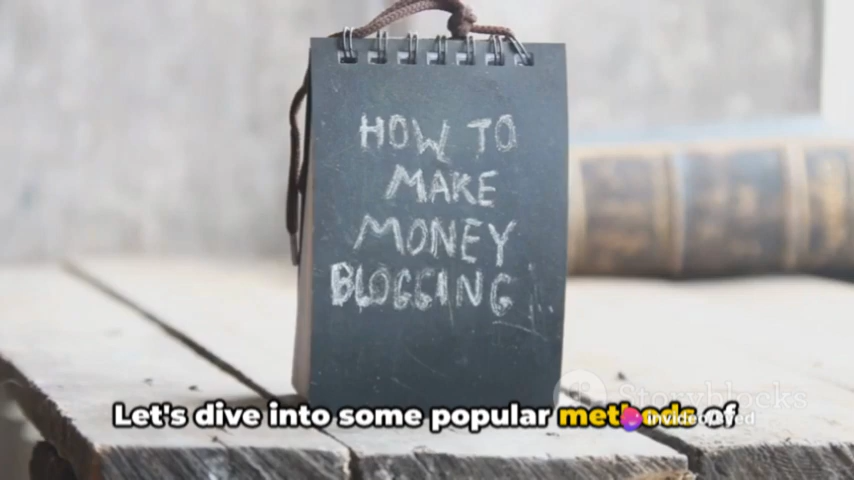 HOW TO
MAKE
MONEY
BLOGGING...
Let's dive into some popular methods of
Storyblocks